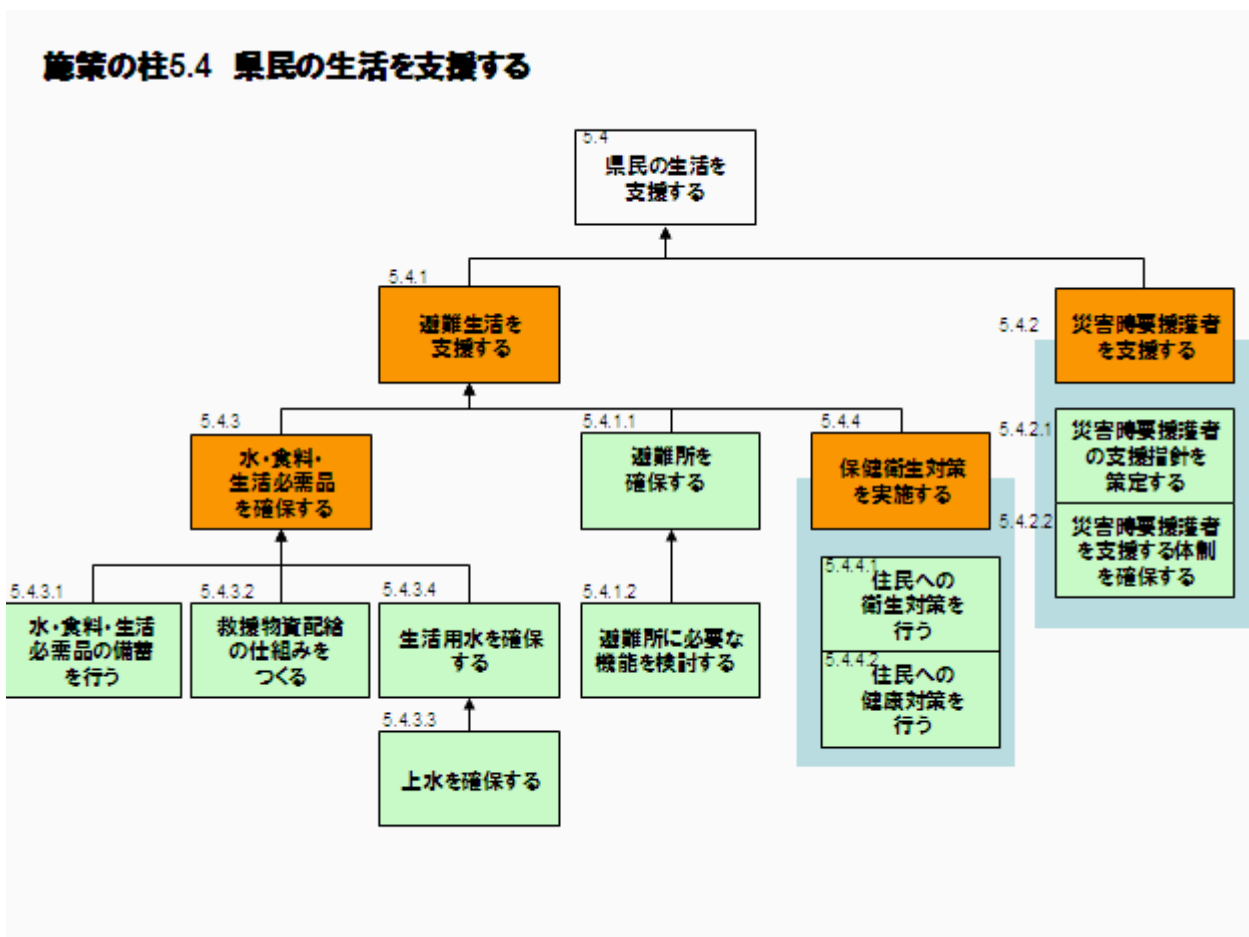 施策の柱5.4 県民の生活を支援する
5.4
県民の生活を
支援する
5.4.1
避難生活を
支援する
5.4.2
災害時要援護者
を支援する
5.4.3
水・食料・
生活必需品
を確保する
5.4.1.1
避難所を
確保する
5.4.4
保健衛生対策
を実施する
5.4.2.1
災害時要援護者
の支援指針を
策定する
5.4.2.2
災害時要援護者
を支援する体制
を確保する
5.4.3.1
水・食料・生活
必需品の備蓄
を行う
5.4.3.2
救援物資配給
の仕組みを
つくる
5.4.3.4
生活用水を確保
する
5.4.1.2
避難所に必要な
機能を検討する
5.4.4.1
住民への
衛生対策を
行う
5.4.4.2
住民への
健康対策を
行う
5.4.3.3
上水を確保する